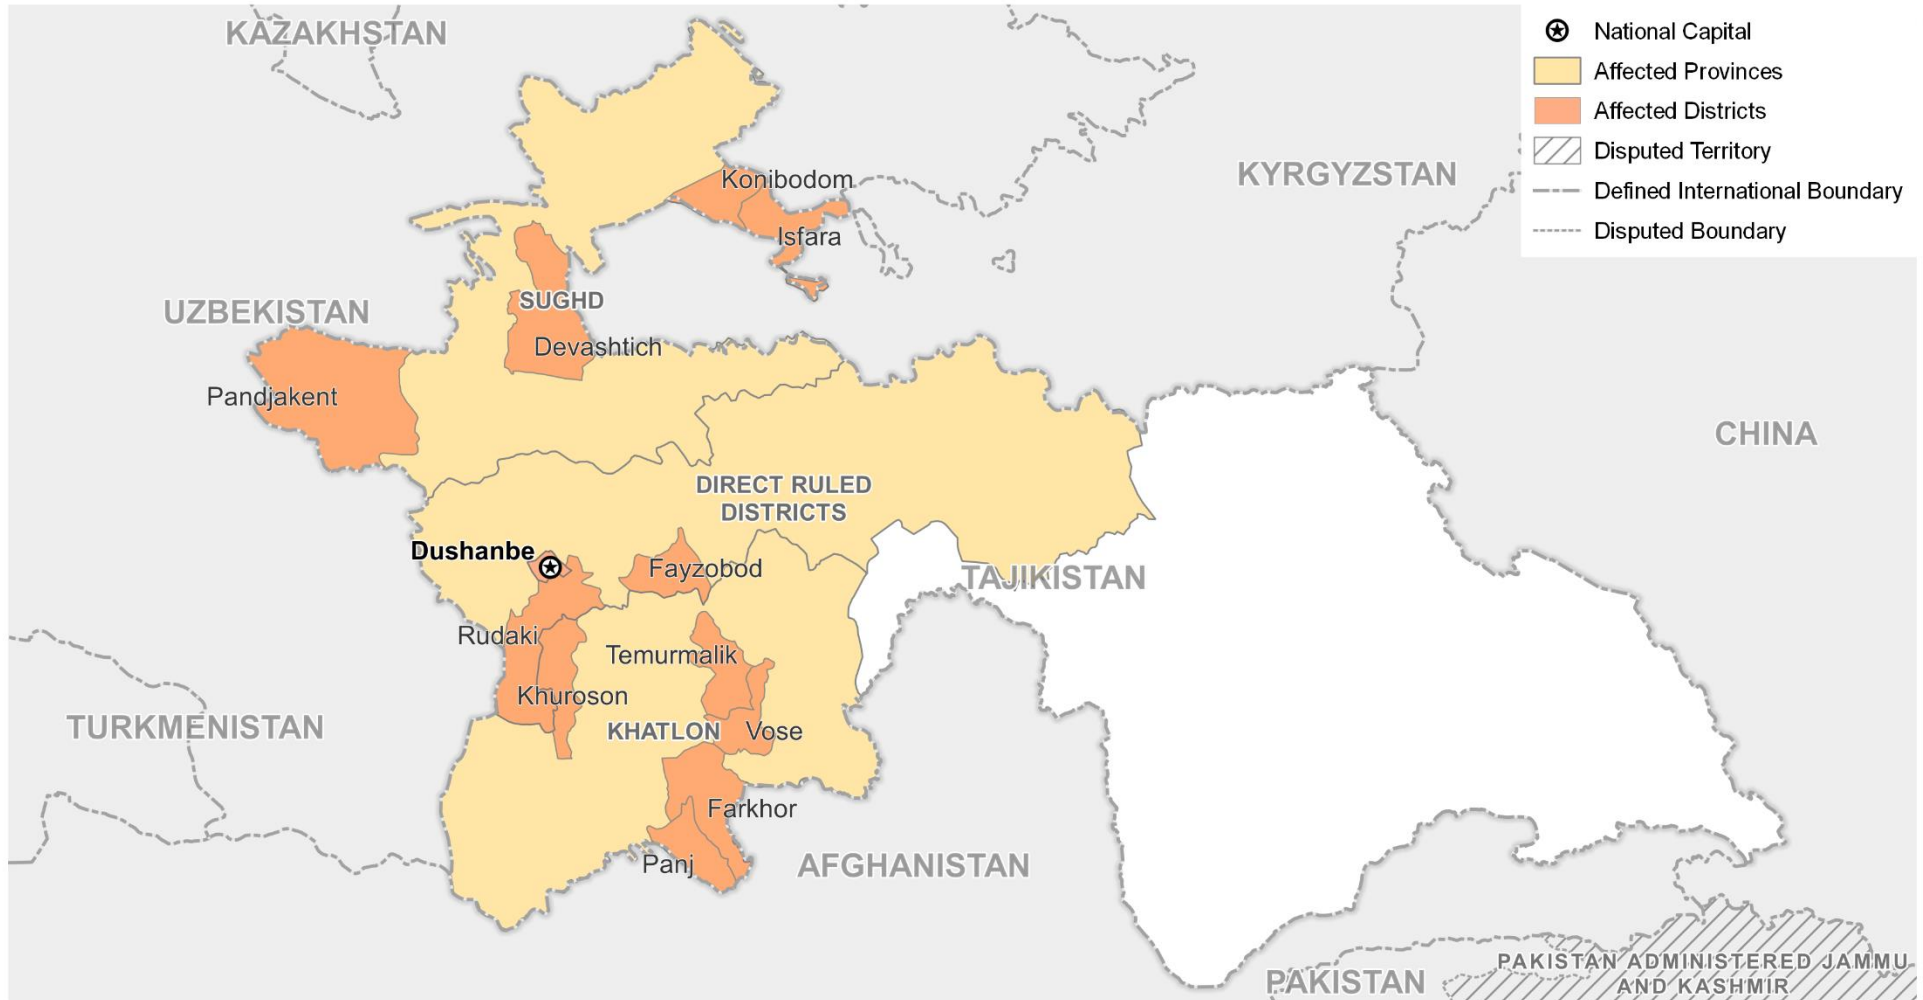 KAZAKHSTAN
National Capital
Affected Provinces
Affected Districts
Disputed Territory
Defined International Boundary
Disputed Boundary
KYRGYZSTAN
Konibodom
Isfara
UZBEKISTAN
SUGHD
Devashtich
Pandjakent
CHINA
DIRECT RULED
DISTRICTS
Dushanbe
Fayzobod
TAJIKISTAN
Rudaki
Temurmalik
Khuroson
TURKMENISTAN
KHATLON
Vose
Farkhor
Panj
AFGHANISTAN
PAKISTAN
PAKISTAN ADMINISTERED JAMMU
AND KASHMIR